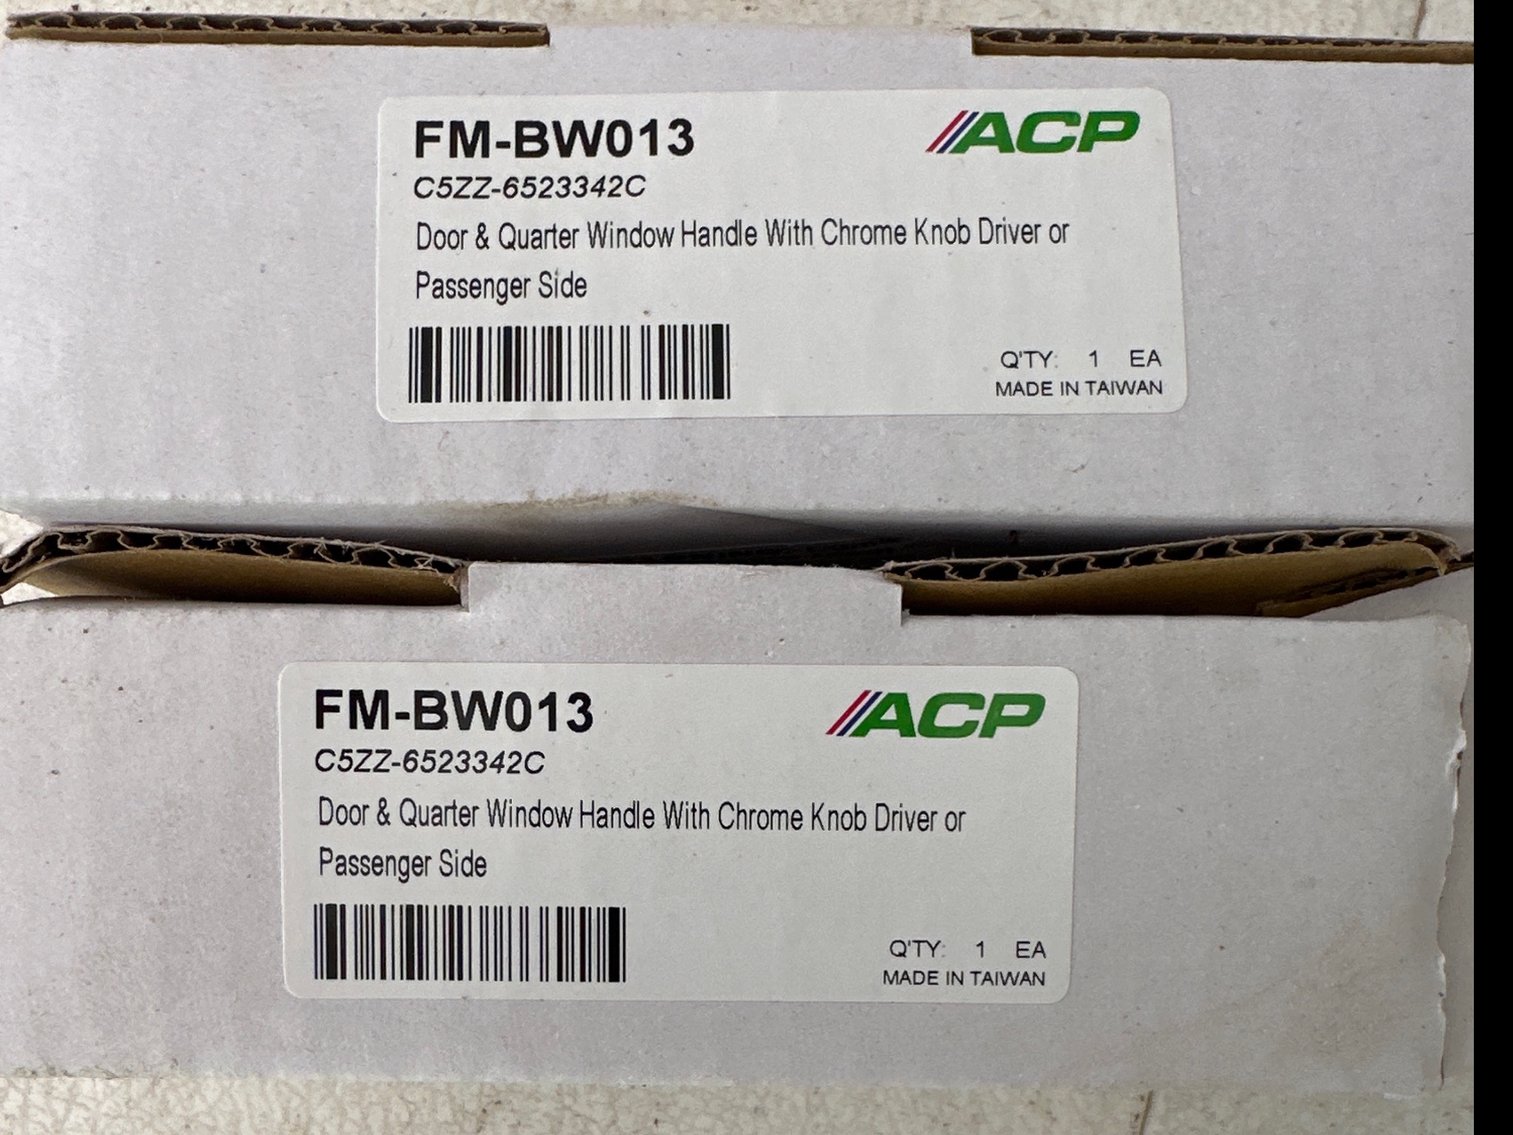 FM-BW013
ACP
C5ZZ-6523342C
Door & Quarter Window Handle With Chrome Knob Driver or
Passenger Side
Q'TY: 1 EA
MADE IN TAIWAN
FM-BW013
ACP
C5ZZ-6523342C
Door & Quarter Window Handle With Chrome Knob Driver or
Passenger Side
Q'TY: 1 EA
MADE IN TAIWAN